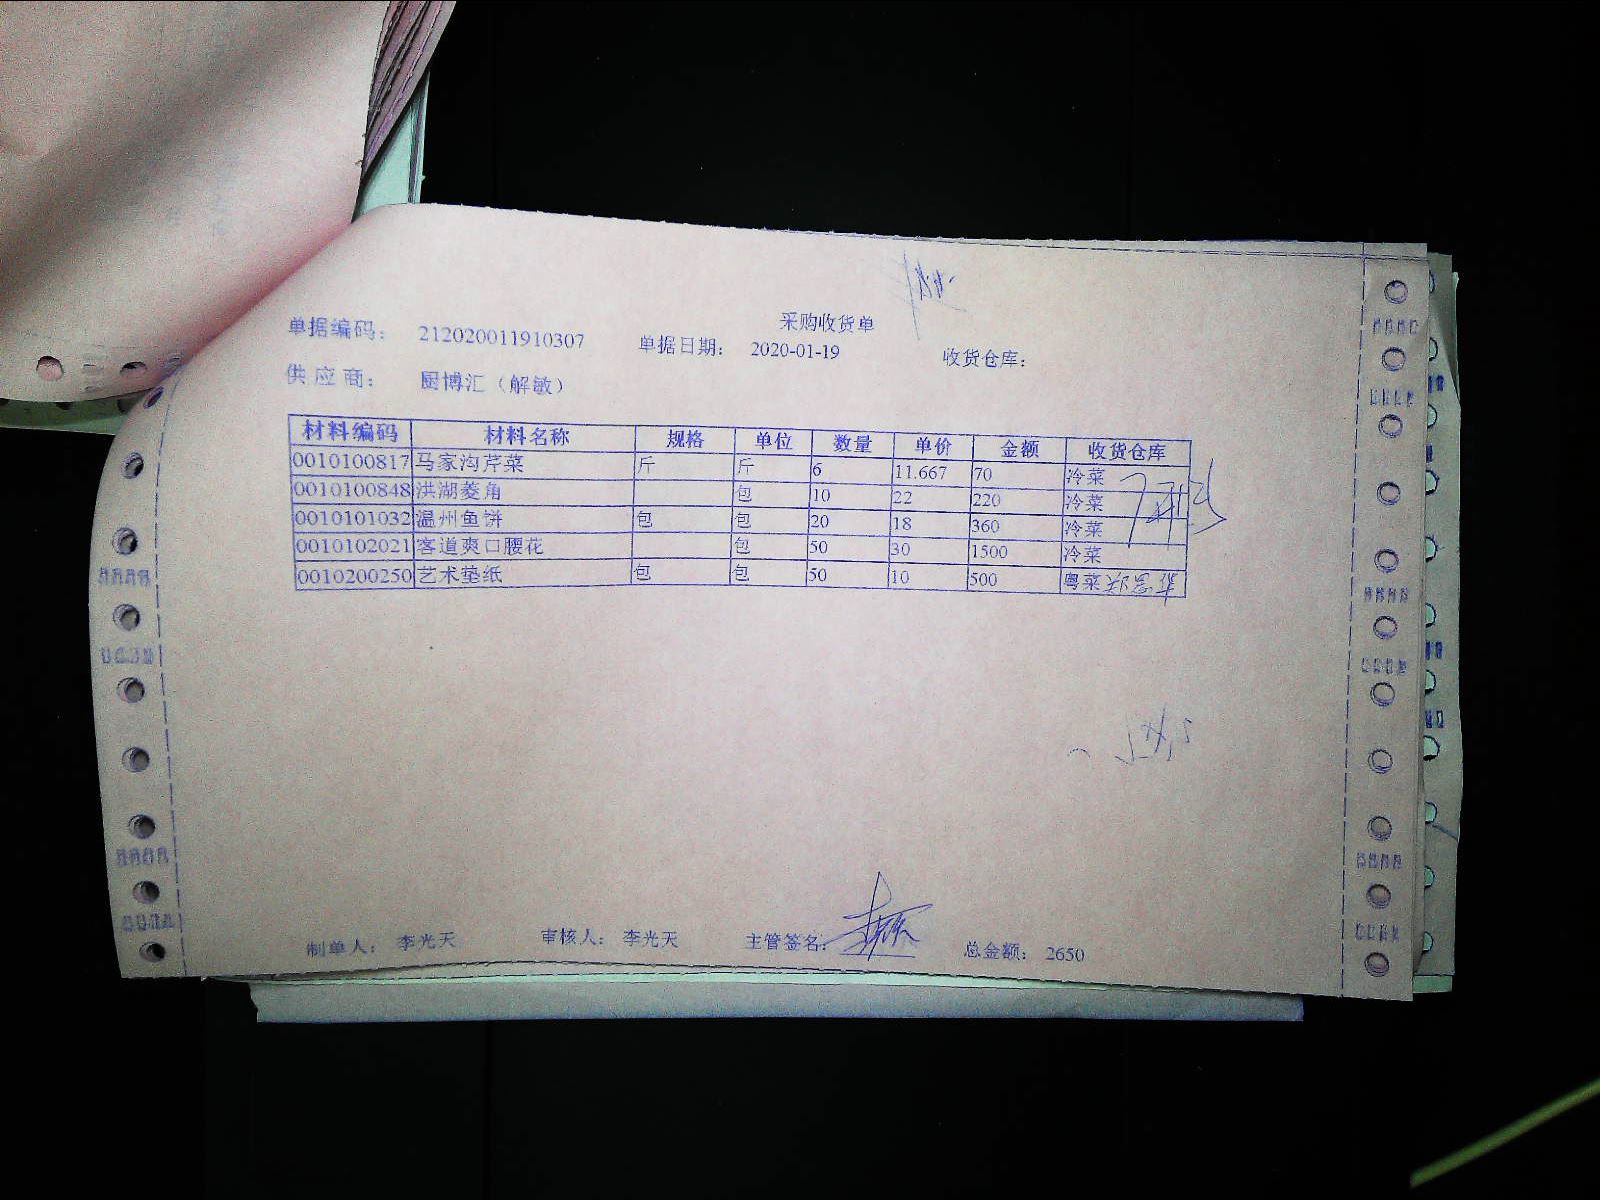 采购收货单
单据编码： 212020011910307 单据日期： 2020-01-19 收货仓库：
供应商： 厨博汇（解敏）
材料编码 材料名称 规格 单位 数量 单价 金额 收货仓库
0010100817 马家沟芹菜 斤 斤 6 11.667 70 冷菜
0010100848 洪湖菱角 包 10 22 220 冷菜
0010101032 温州鱼饼 包 包 20 18 360 冷菜
0010102021 客道爽口腰花 包 50 30 1500 冷菜
0010200250 艺术垫纸 包 包 50 10 500 粤菜 郑思华
制单人： 李光天 审核人： 李光天 主管签名： 总金额： 2650